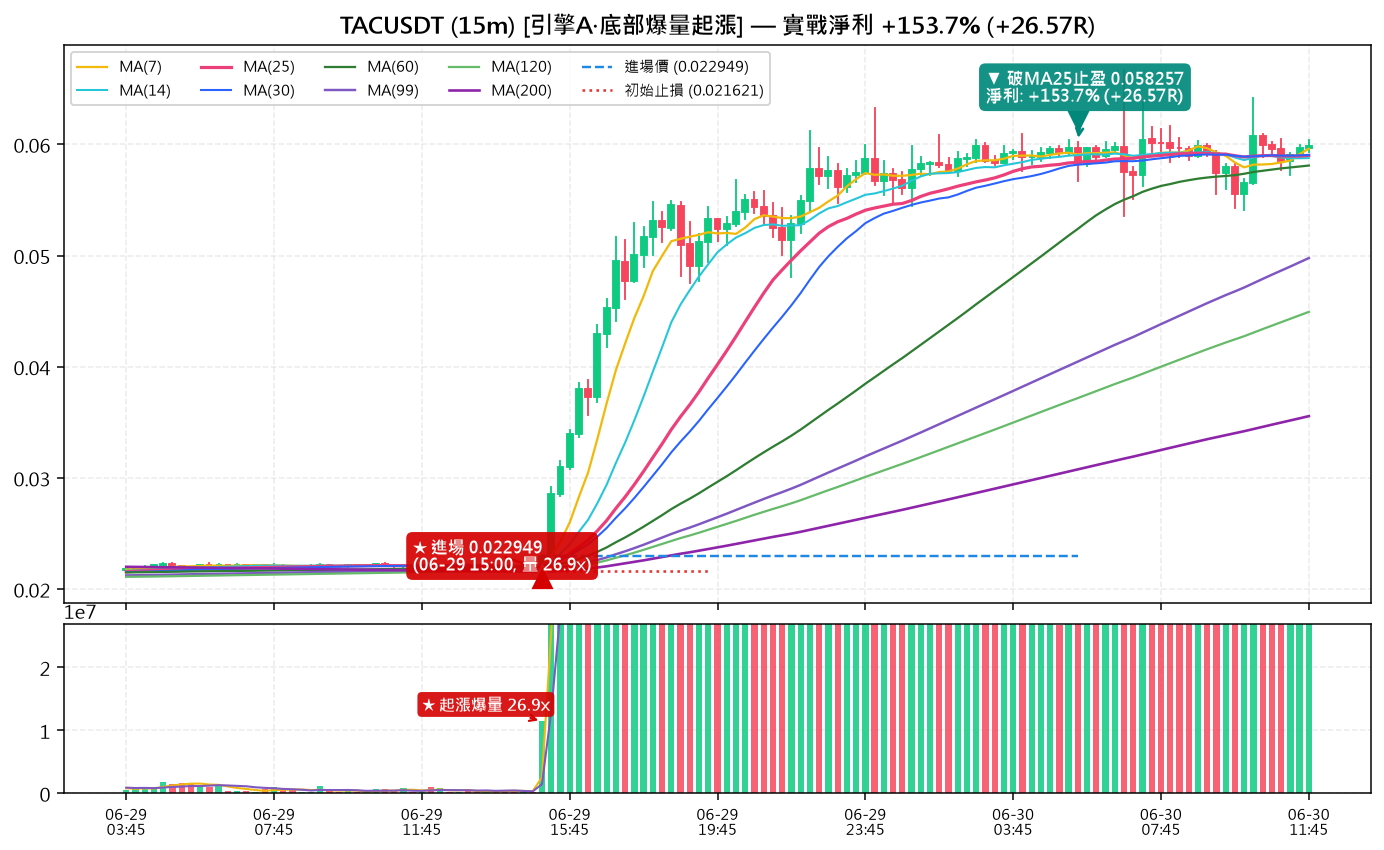 TACUSDT (15m) [引擎A·底部爆量起漲] — 實戰淨利 +153.7% (+26.57R)
MA(7) MA(25) MA(60) MA(120) 進場價 (0.022949)
MA(14) MA(30) MA(99) MA(200) 初始止損 (0.021621)
▼ 破MA25止盈 0.058257
淨利: +153.7% (+26.57R)
0.06
0.05
0.04
0.03
0.02
★ 進場 0.022949
(06-29 15:00, 量 26.9x)
1e7
2
1
0
★ 起漲爆量 26.9x
06-29 06-29 06-29 06-29 06-29 06-29 06-30 06-30 06-30
03:45 07:45 11:45 15:45 19:45 23:45 03:45 07:45 11:45